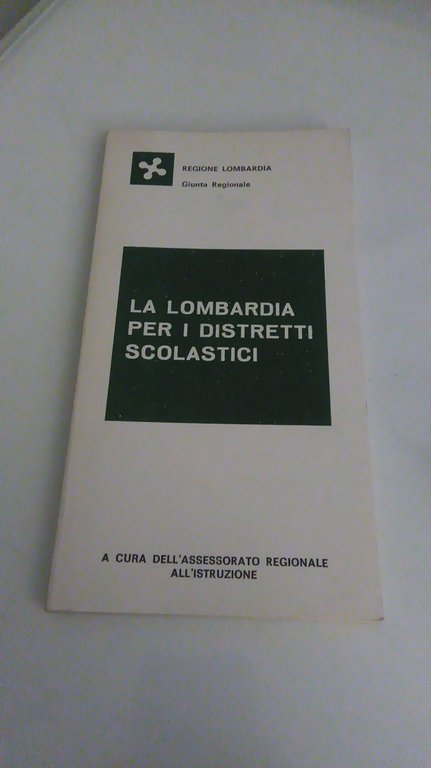 REGIONE LOMBARDIA
Giunta Regionale
LA LOMBARDIA
PER I DISTRETTI
SCOLASTICI
A CURA DELL'ASSESSORATO REGIONALE
ALL'ISTRUZIONE